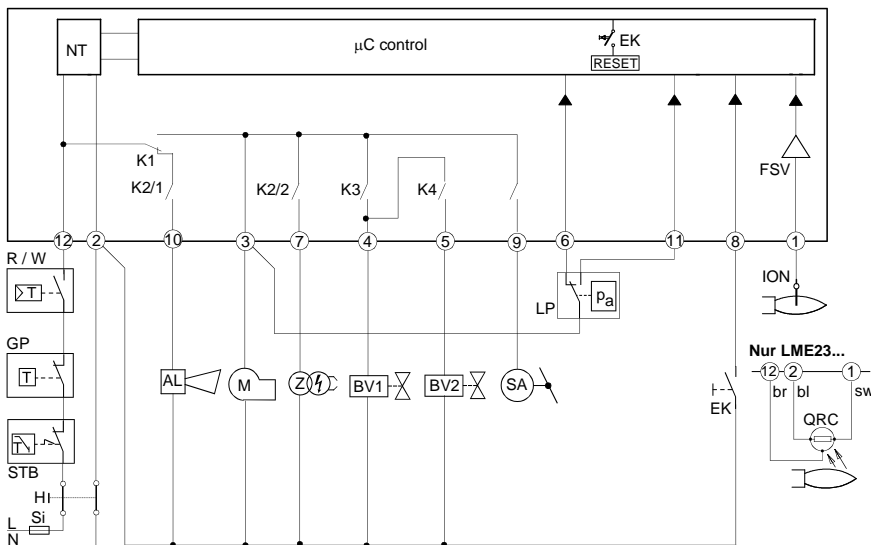 NT
µC control
EK
RESET
FSV
K1
K2/1
K2/2
K3
K4
12 2 10 3 7 4 5 9 6 11 8 1
R / W
T
LP
pa
ION
GP
T
AL
M
Z
BV1
BV2
SA
EK
Nur LME23...
12 2 1
br bl sw
QRC
T
STB
H
L
Si
N